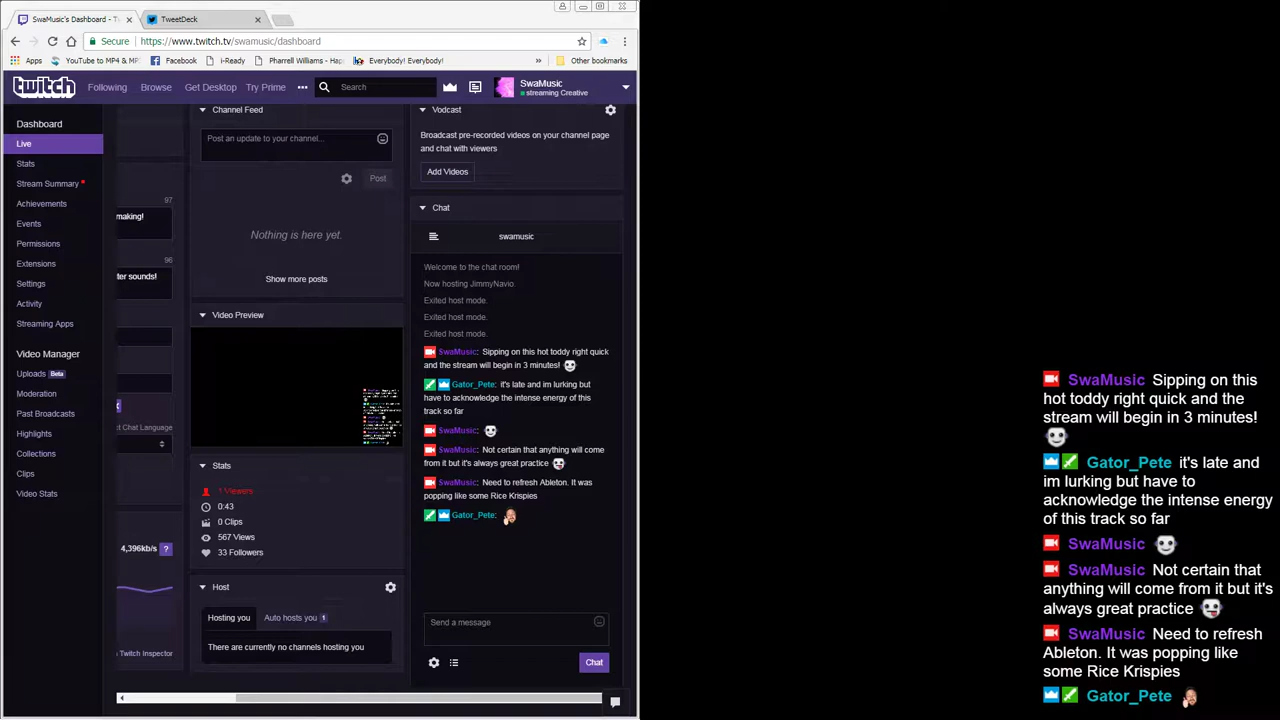 SwaMusic's Dashboard - Tw
TweetDeck
Secure
https://www.twitch.tv/swamusic/dashboard
Apps
YouTube to MP4 & MP
Facebook
i-Ready
Pharrell Williams - Hap
Everybody! Everybody!
»
Other bookmarks
twitch
Following
Browse
Get Desktop
Try Prime
Search
SwaMusic
streaming Creative
Dashboard
Live
Stats
Stream Summary
Achievements
Events
Permissions
Extensions
Settings
Activity
Streaming Apps
Video Manager
Uploads Beta
Moderation
Past Broadcasts
Highlights
Collections
Clips
Video Stats
97
making!
96
ter sounds!
ct Chat Language
4,396kb/s ?
Twitch Inspector
Channel Feed
Post an update to your channel...
Post
Nothing is here yet.
Show more posts
Video Preview
Stats
1 Viewers
0:43
0 Clips
567 Views
33 Followers
Host
Hosting you
Auto hosts you 1
There are currently no channels hosting you
Vodcast
Broadcast pre-recorded videos on your channel page
and chat with viewers
Add Videos
Chat
swamusic
Welcome to the chat room!
Now hosting JimmyNavio.
Exited host mode.
Exited host mode.
Exited host mode.
SwaMusic: Sipping on this hot toddy right quick
and the stream will begin in 3 minutes!
Gator_Pete: it's late and im lurking but
have to acknowledge the intense energy of this
track so far
SwaMusic:
SwaMusic: Not certain that anything will come
from it but it's always great practice
SwaMusic: Need to refresh Ableton. It was
popping like some Rice Krispies
Gator_Pete:
Send a message
Chat
SwaMusic Sipping on this
hot toddy right quick and the
stream will begin in 3 minutes!
Gator_Pete it's late and
im lurking but have to
acknowledge the intense energy
of this track so far
SwaMusic
SwaMusic Not certain that
anything will come from it but it's
always great practice
SwaMusic Need to refresh
Ableton. It was popping like
some Rice Krispies
Gator_Pete